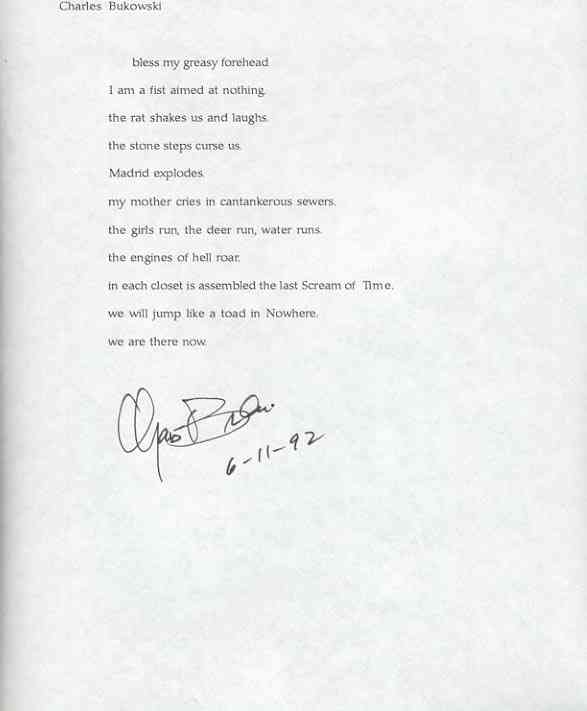 Charles Bukowski
bless my greasy forehead
I am a fist aimed at nothing.
the rat shakes us and laughs.
the stone steps curse us.
Madrid explodes.
my mother cries in cantankerous sewers.
the girls run, the deer run, water runs.
the engines of hell roar.
in each closet is assembled the last Scream of Time.
we will jump like a toad in Nowhere.
we are there now.
6-11-92